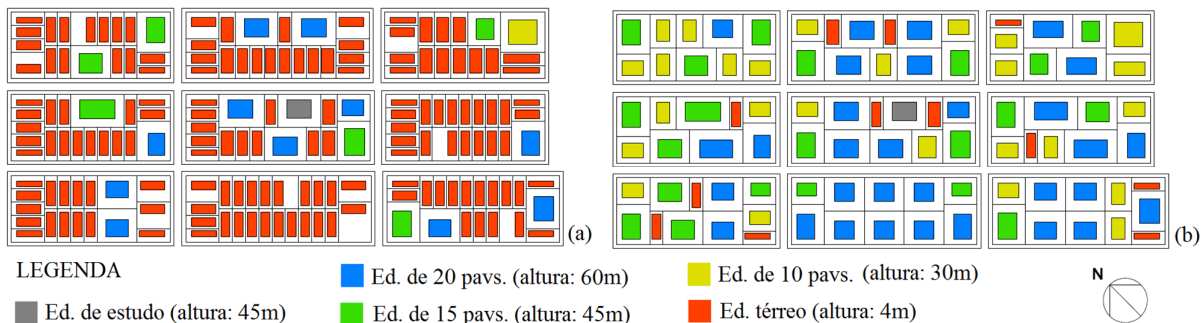 (a)
(b)
LEGENDA
Ed. de estudo (altura: 45m)
Ed. de 20 pavs. (altura: 60m)
Ed. de 15 pavs. (altura: 45m)
Ed. de 10 pavs. (altura: 30m)
Ed. térreo (altura: 4m)
N